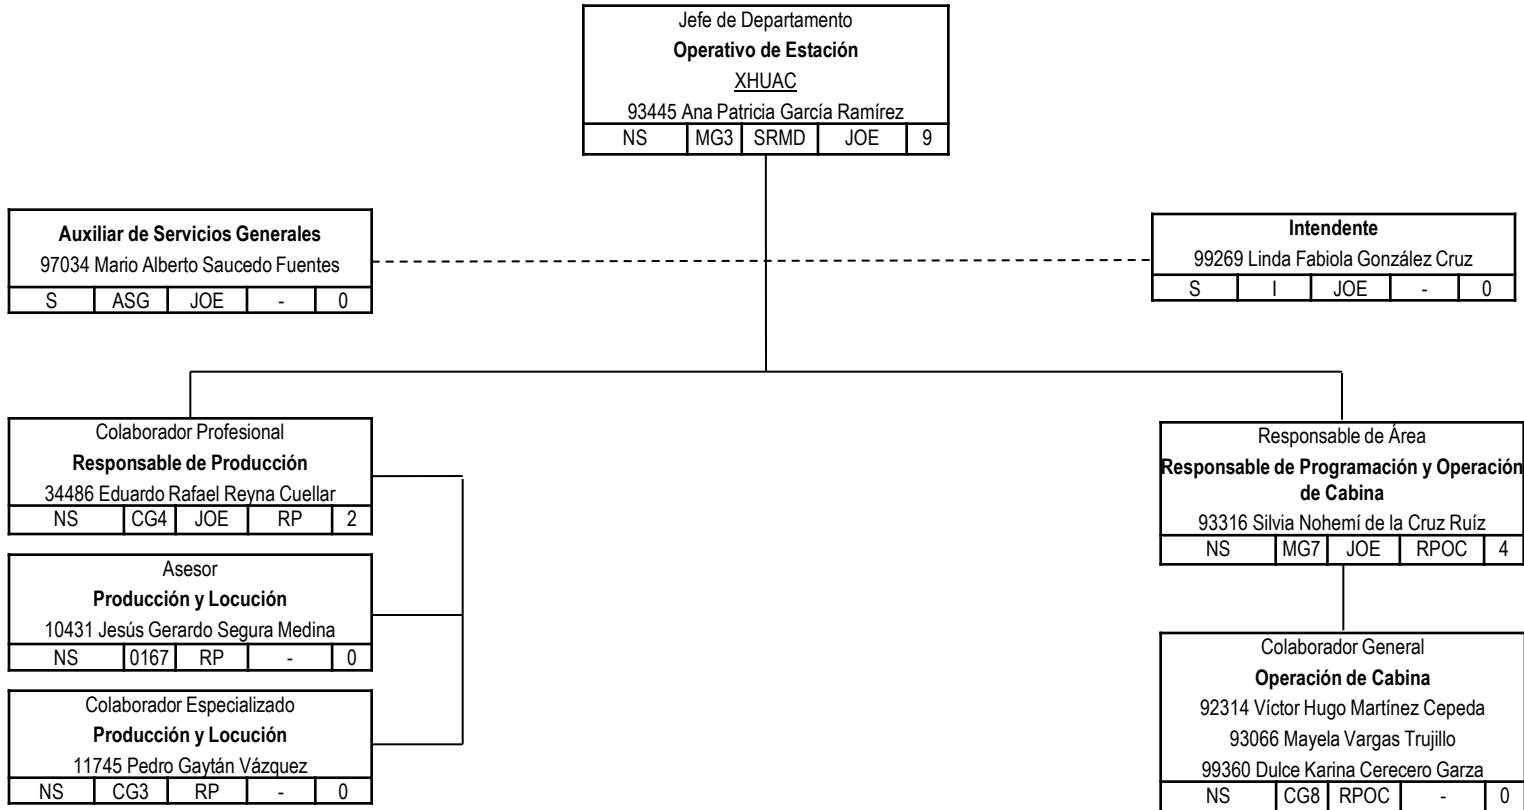 Jefe de Departamento
Operativo de Estación
XHUAC
93445 Ana Patricia García Ramírez
NS MG3 SRMD JOE 9
Auxiliar de Servicios Generales
97034 Mario Alberto Saucedo Fuentes
S ASG JOE - 0
Intendente
99269 Linda Fabiola González Cruz
S I JOE - 0
Colaborador Profesional
Responsable de Producción
34486 Eduardo Rafael Reyna Cuellar
NS CG4 JOE RP 2
Asesor
Producción y Locución
10431 Jesús Gerardo Segura Medina
NS 0167 RP - 0
Colaborador Especializado
Producción y Locución
11745 Pedro Gaytán Vázquez
NS CG3 RP - 0
Responsable de Área
Responsable de Programación y Operación
de Cabina
93316 Silvia Nohemí de la Cruz Ruíz
NS MG7 JOE RPOC 4
Colaborador General
Operación de Cabina
92314 Víctor Hugo Martínez Cepeda
93066 Mayela Vargas Trujillo
99360 Dulce Karina Cerecero Garza
NS CG8 RPOC - 0